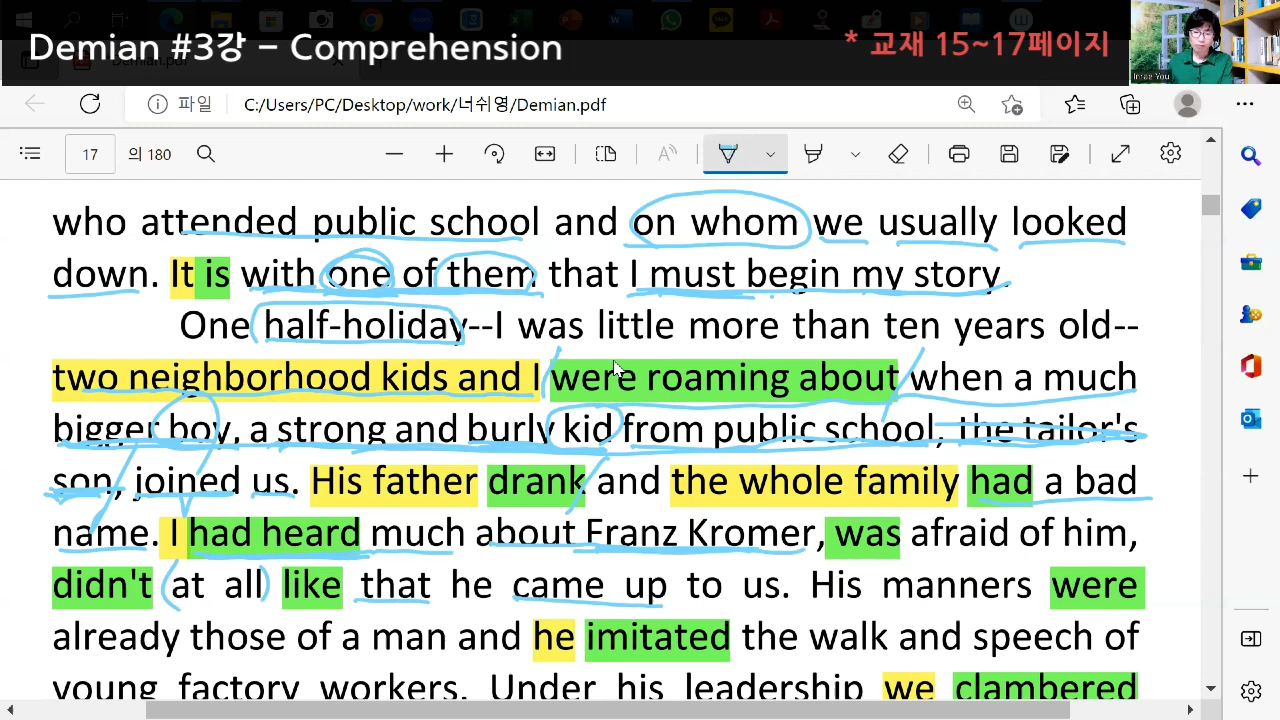 Demian #3강 – Comprehension
* 교재 15~17페이지
Demian.pdf
Inrae You
파일
C:/Users/PC/Desktop/work/너쉬영/Demian.pdf
17
의 180
who attended public school and on whom we usually looked
down. It is with one of them that I must begin my story.
One half-holiday--I was little more than ten years old--
two neighborhood kids and I were roaming about when a much
bigger boy, a strong and burly kid from public school, the tailor's
son, joined us. His father drank and the whole family had a bad
name. I had heard much about Franz Kromer, was afraid of him,
didn't at all like that he came up to us. His manners were
already those of a man and he imitated the walk and speech of
young factory workers. Under his leadership we clambered